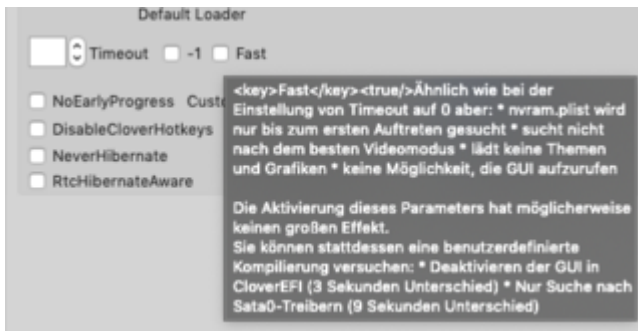 Default Loader
Timeout -1 Fast
NoEarlyProgress Custo
DisableCloverHotkeys
NeverHibernate
RtcHibernateAware
<key>Fast</key><true/>Ähnlich wie bei der
Einstellung von Timeout auf 0 aber: * nvram.plist wird
nur bis zum ersten Auftreten gesucht * sucht nicht
nach dem besten Videomodus * lädt keine Themen
und Grafiken * keine Möglichkeit, die GUI aufzurufen
Die Aktivierung dieses Parameters hat möglicherweise
keinen großen Effekt.
Sie können stattdessen eine benutzerdefinierte
Kompilierung versuchen: * Deaktivieren der GUI in
CloverEFI (3 Sekunden Unterschied) * Nur Suche nach
Sata0-Treibern (9 Sekunden Unterschied)